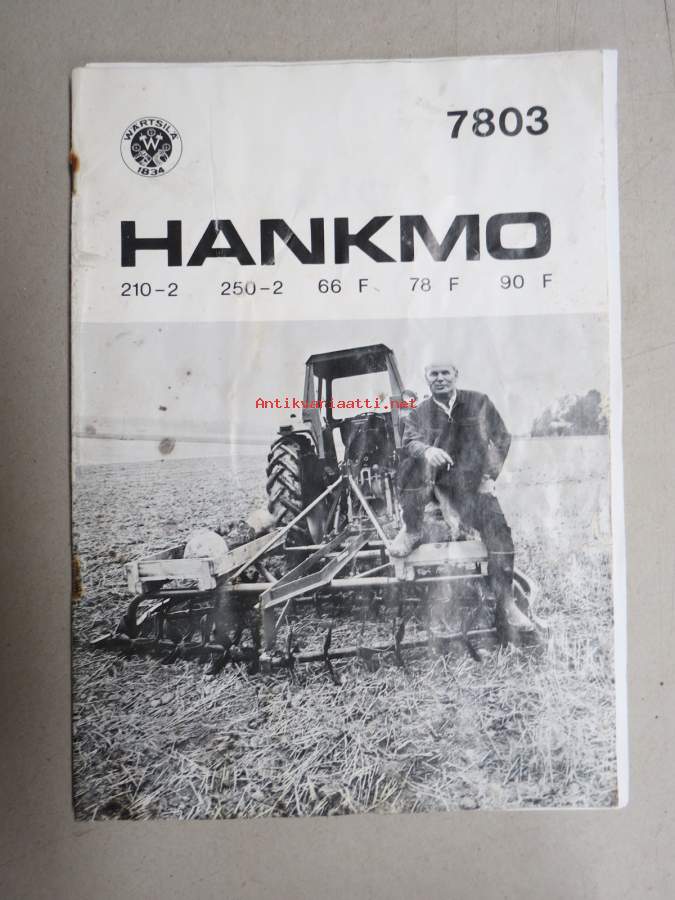 WÄRTSILÄ
W
1834
7803
HANKMO
210-2 250-2 66 F 78 F 90 F
Antikvariaatti.net